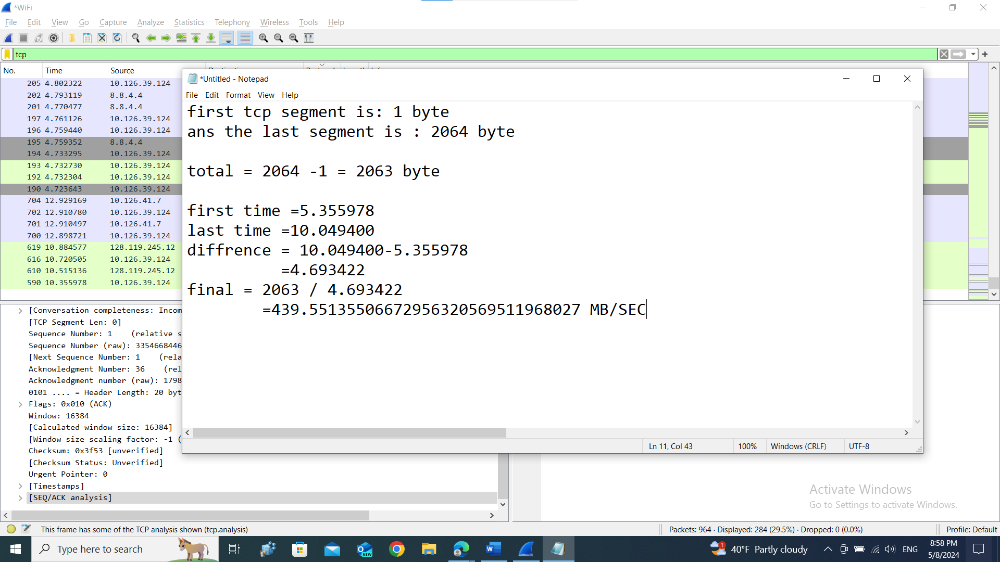 *WiFi
File Edit View Go Capture Analyze Statistics Telephony Wireless Tools Help
tcp
No. Time Source
205 4.802322 10.126.39.124
202 4.793119 8.8.4.4
201 4.770477 8.8.4.4
197 4.761126 10.126.39.124
196 4.759440 10.126.39.124
195 4.759352 8.8.4.4
194 4.733295 10.126.39.124
193 4.732730 10.126.39.124
192 4.732304 10.126.39.124
190 4.723643 10.126.39.124
704 12.929169 10.126.41.7
702 12.910780 10.126.39.124
701 12.910497 10.126.41.7
700 12.898721 10.126.39.124
619 10.884577 128.119.245.12
616 10.720505 10.126.39.124
610 10.515136 128.119.245.12
590 10.355978 10.126.39.124
*Untitled - Notepad
File Edit Format View Help
first tcp segment is: 1 byte
ans the last segment is : 2064 byte
total = 2064 -1 = 2063 byte
first time =5.355978
last time =10.049400
diffrence = 10.049400-5.355978
=4.693422
final = 2063 / 4.693422
=439.55135506672956320569511968027 MB/SEC
Ln 11, Col 43 100% Windows (CRLF) UTF-8
[Conversation completeness: Incom
[TCP Segment Len: 0]
Sequence Number: 1 (relative s
Sequence Number (raw): 3354668446
[Next Sequence Number: 1 (rela
Acknowledgment Number: 36 (rel
Acknowledgment number (raw): 1798
0101 .... = Header Length: 20 byt
Flags: 0x010 (ACK)
Window: 16384
[Calculated window size: 16384]
[Window size scaling factor: -1 (
Checksum: 0x3f53 [unverified]
[Checksum Status: Unverified]
Urgent Pointer: 0
[Timestamps]
[SEQ/ACK analysis]
Activate Windows
Go to Settings to activate Windows.
This frame has some of the TCP analysis shown (tcp.analysis)
Packets: 964 · Displayed: 284 (29.5%) · Dropped: 0 (0.0%)
Profile: Default
Type here to search
NEW
1
40°F Partly cloudy
ENG
8:58 PM
5/8/2024